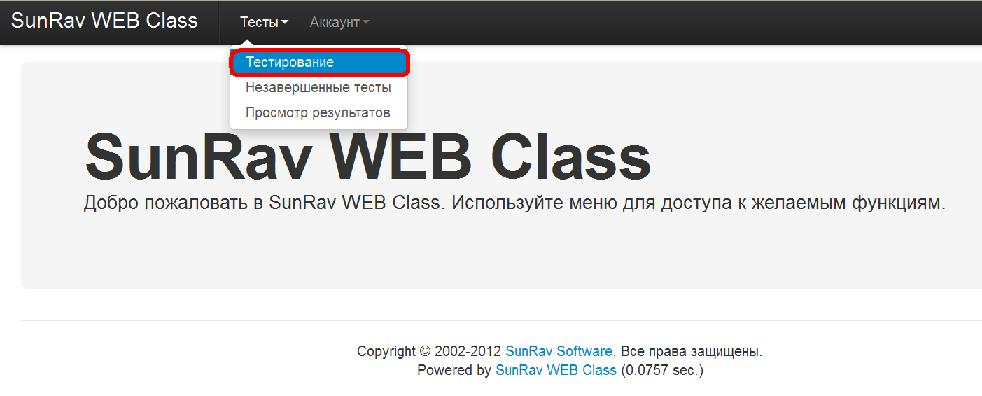 SunRav WEB Class Тесты Аккаунт
Тестирование
Незавершенные тесты
Просмотр результатов
SunRav WEB Class
Добро пожаловать в SunRav WEB Class. Используйте меню для доступа к желаемым функциям.
Copyright © 2002-2012 SunRav Software. Все права защищены.
Powered by SunRav WEB Class (0.0757 sec.)